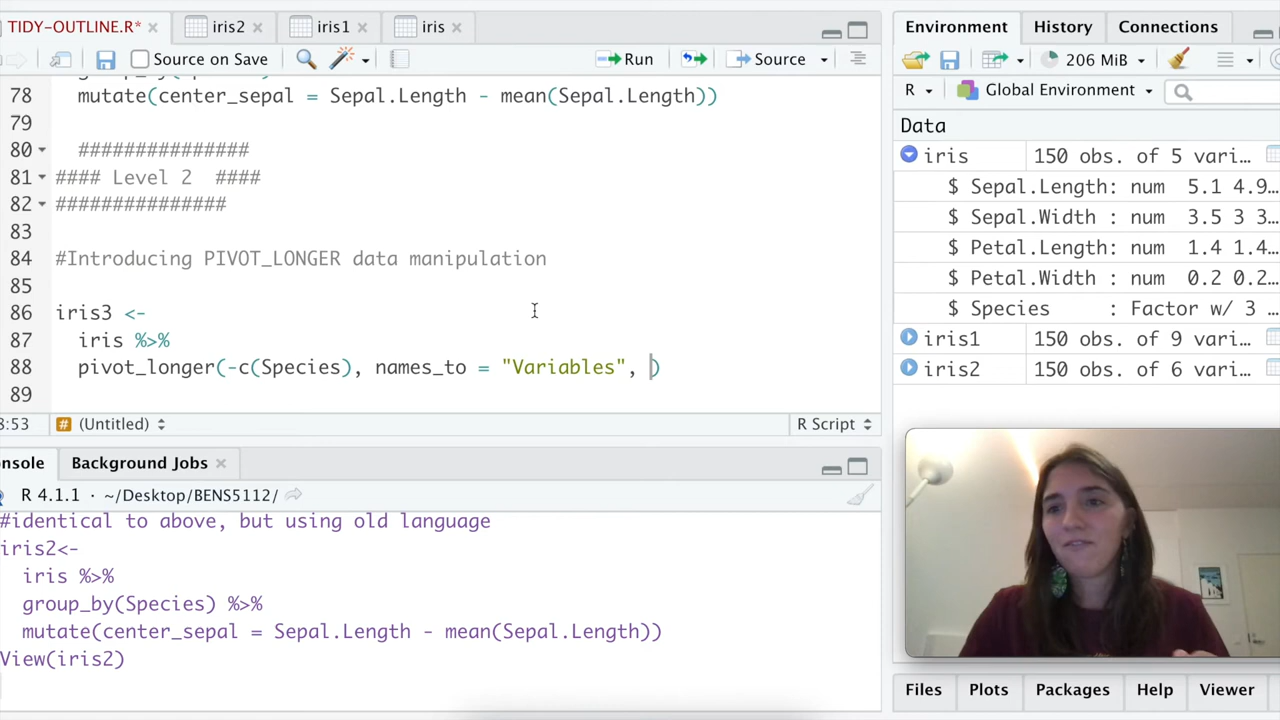 TIDY-OUTLINE.R* iris2 iris1 iris
Source on Save Run Source
78 mutate(center_sepal = Sepal.Length - mean(Sepal.Length))
79
80 ###############
81 #### Level 2 ####
82 ###############
83
84 #Introducing PIVOT_LONGER data manipulation
85
86 iris3 <-
87 iris %>%
88 pivot_longer(-c(Species), names_to = "Variables", )
89
8:53 (Untitled) R Script
onsole Background Jobs
R 4.1.1 · ~/Desktop/BENS5112/
#identical to above, but using old language
iris2<-
iris %>%
group_by(Species) %>%
mutate(center_sepal = Sepal.Length - mean(Sepal.Length))
View(iris2)
Environment History Connections
206 MiB
R Global Environment
Data
iris 150 obs. of 5 vari...
$ Sepal.Length: num 5.1 4.9...
$ Sepal.Width : num 3.5 3 3...
$ Petal.Length: num 1.4 1.4...
$ Petal.Width : num 0.2 0.2...
$ Species : Factor w/ 3 ...
iris1 150 obs. of 9 vari...
iris2 150 obs. of 6 vari...
Files Plots Packages Help Viewer